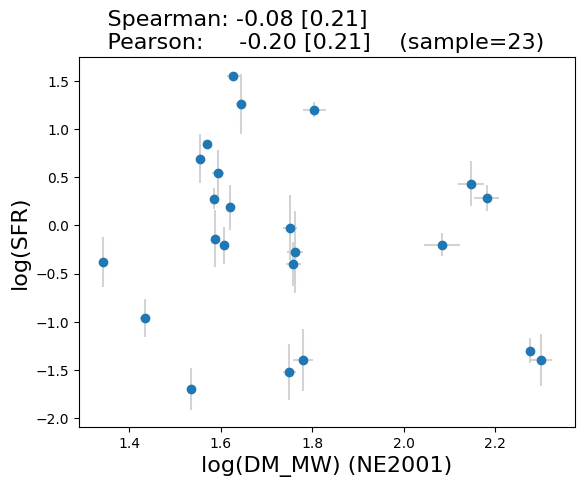 Spearman: -0.08 [0.21]
Pearson: -0.20 [0.21] (sample=23)
1.5
1.0
0.5
0.0
−0.5
−1.0
−1.5
−2.0
log(SFR)
1.4 1.6 1.8 2.0 2.2
log(DM_MW) (NE2001)